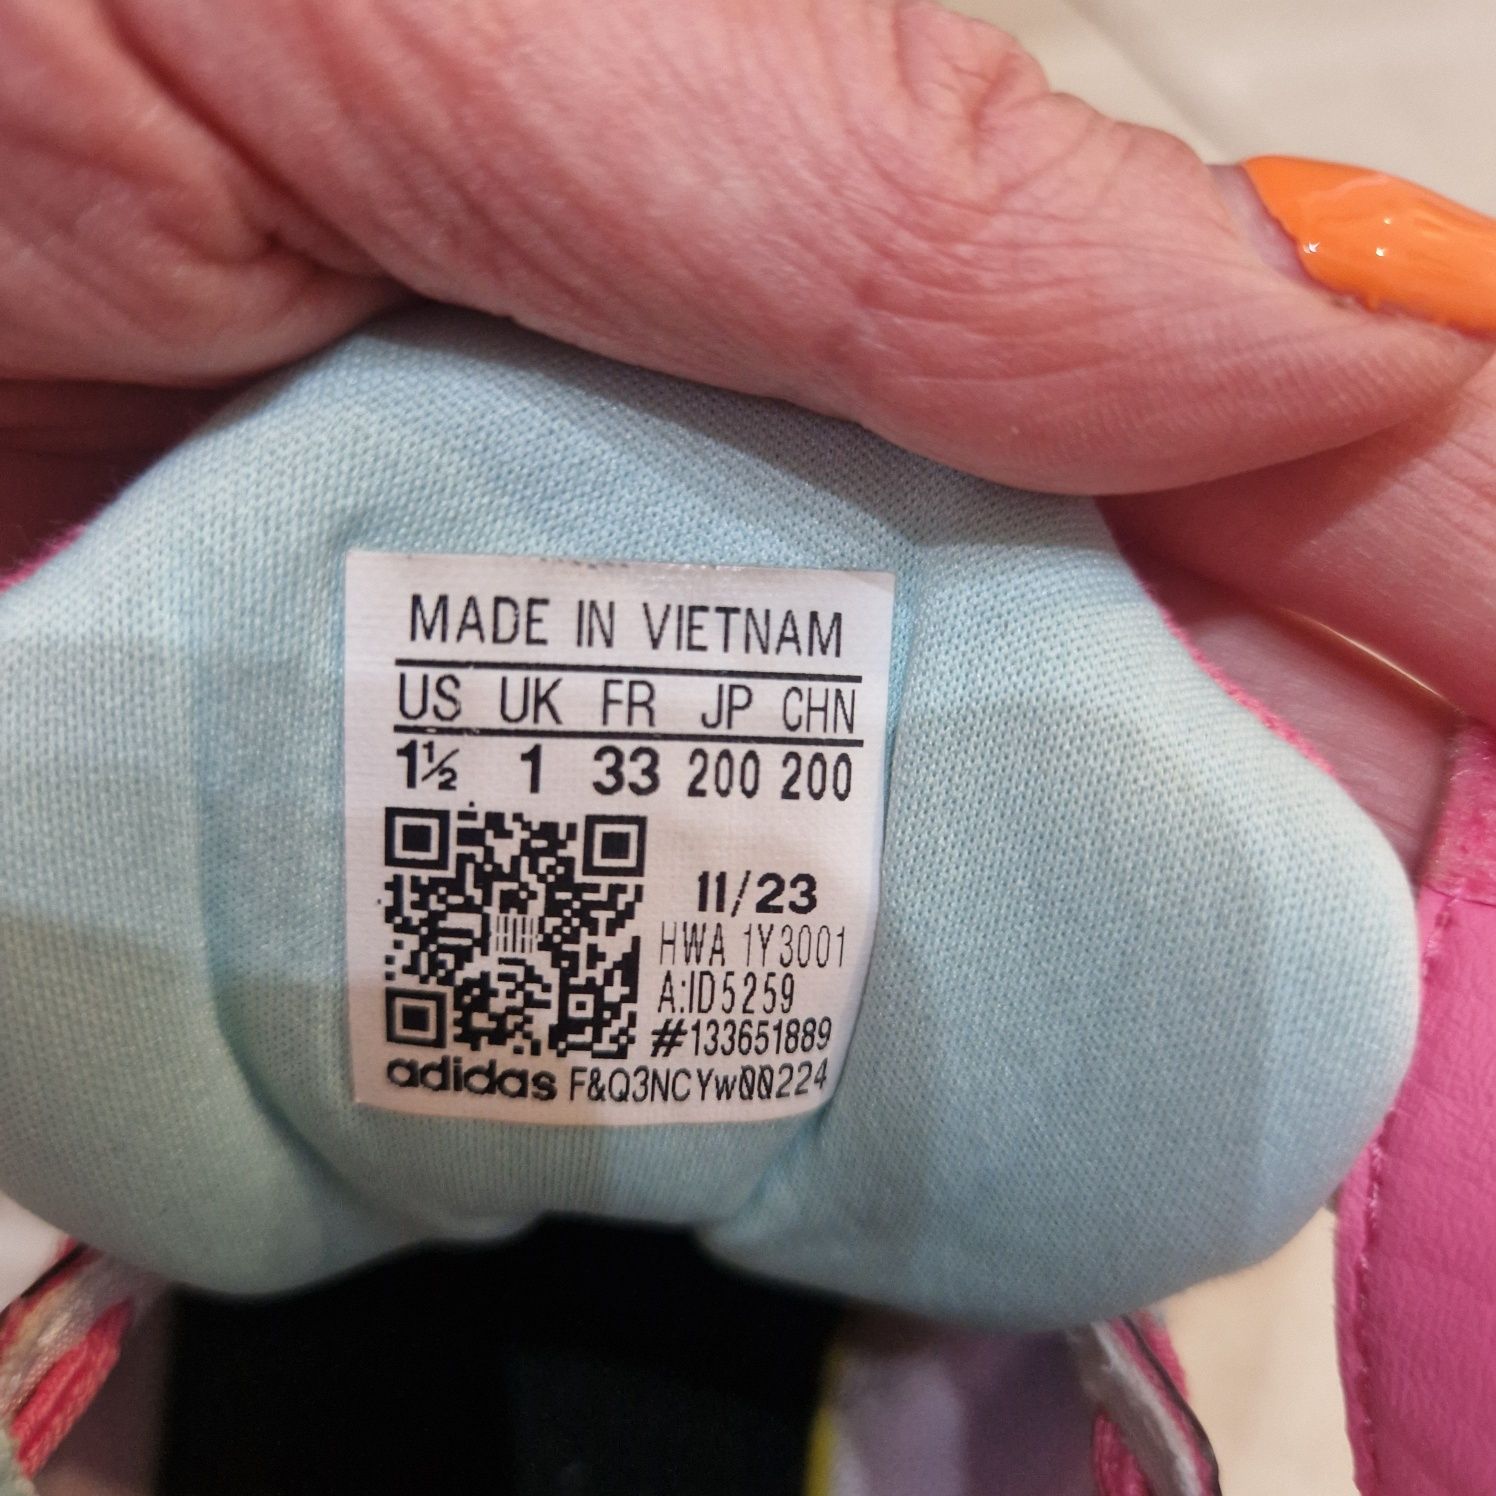 MADE IN VIETNAM
US UK FR JP CHN
1½ 1 33 200 200
11/23
HWA 1Y3001
A:ID5259
#133651889
adidas F&Q3NCYw00224